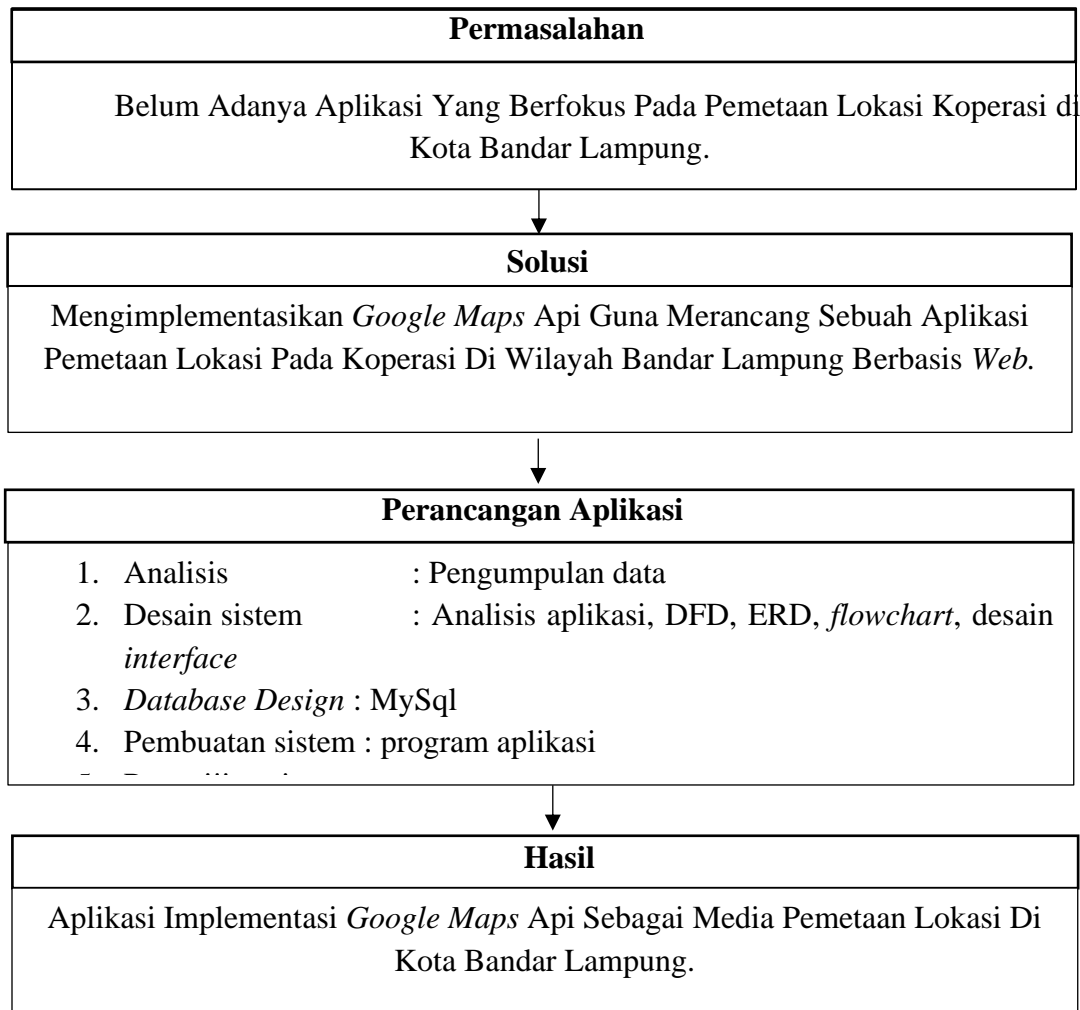 Permasalahan
Belum Adanya Aplikasi Yang Berfokus Pada Pemetaan Lokasi Koperasi di
Kota Bandar Lampung.
Solusi
Mengimplementasikan Google Maps Api Guna Merancang Sebuah Aplikasi
Pemetaan Lokasi Pada Koperasi Di Wilayah Bandar Lampung Berbasis Web.
Perancangan Aplikasi
1. Analisis : Pengumpulan data
2. Desain sistem : Analisis aplikasi, DFD, ERD, flowchart, desain
interface
3. Database Design : MySql
4. Pembuatan sistem : program aplikasi
Hasil
Aplikasi Implementasi Google Maps Api Sebagai Media Pemetaan Lokasi Di
Kota Bandar Lampung.